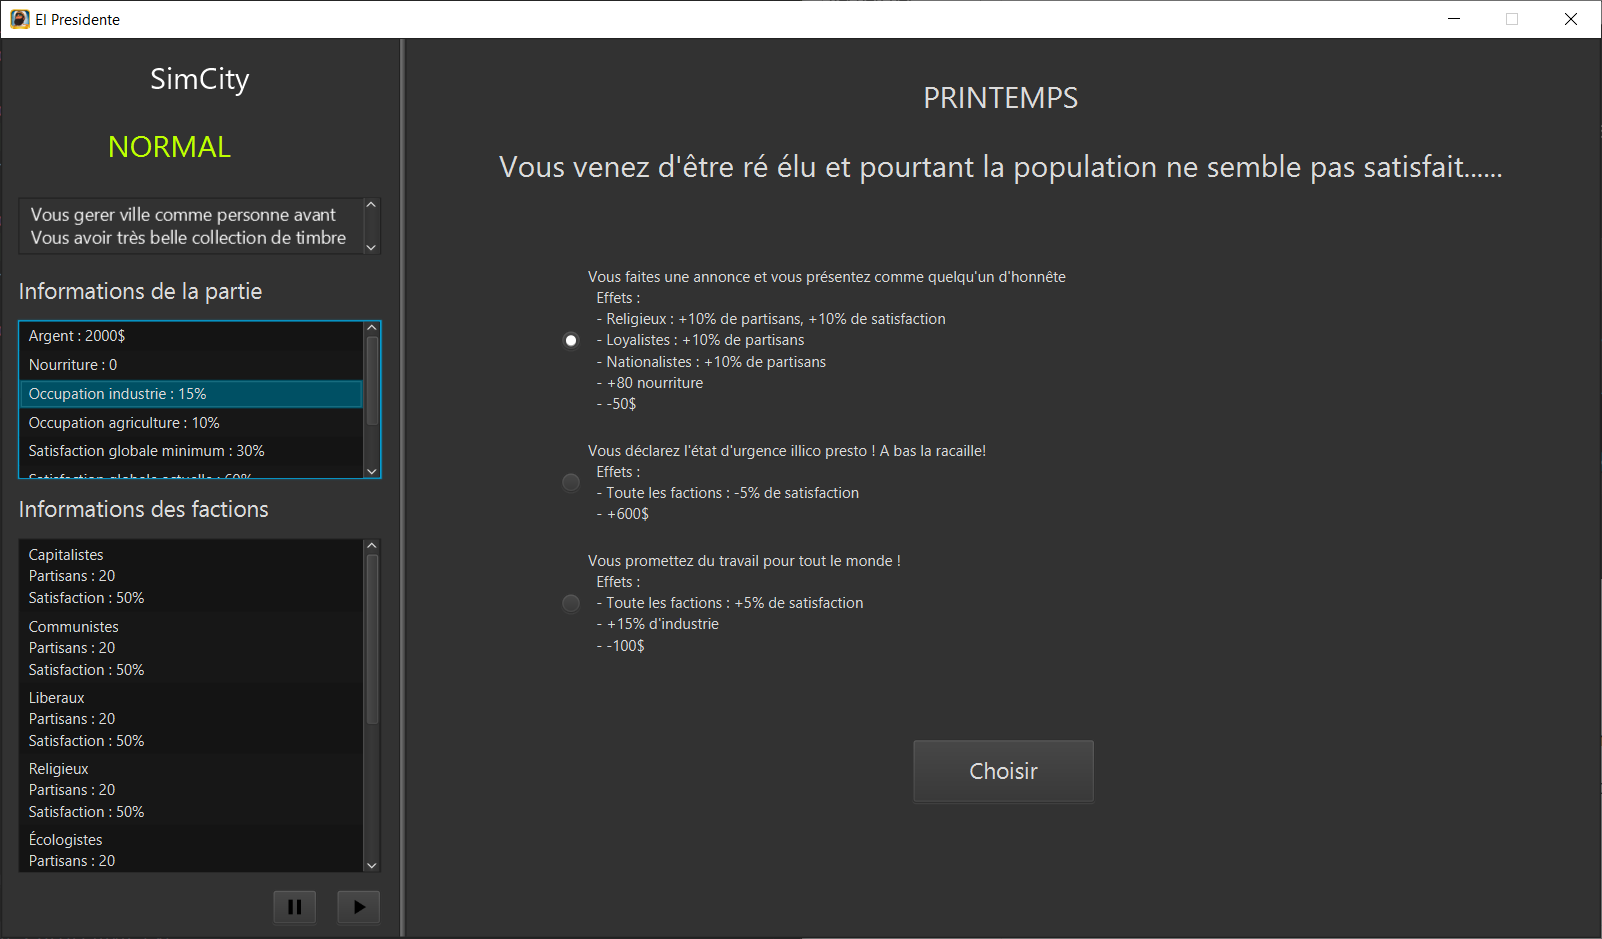 El Presidente
SimCity
NORMAL
Vous gerer ville comme personne avant
Vous avoir très belle collection de timbre
Informations de la partie
Argent : 2000$
Nourriture : 0
Occupation industrie : 15%
Occupation agriculture : 10%
Satisfaction globale minimum : 30%
Satisfaction globale actuelle : 60%
Informations des factions
Capitalistes
Partisans : 20
Satisfaction : 50%
Communistes
Partisans : 20
Satisfaction : 50%
Liberaux
Partisans : 20
Satisfaction : 50%
Religieux
Partisans : 20
Satisfaction : 50%
Écologistes
Partisans : 20
PRINTEMPS
Vous venez d'être ré élu et pourtant la population ne semble pas satisfait......
Vous faites une annonce et vous présentez comme quelqu'un d'honnête
Effets :
- Religieux : +10% de partisans, +10% de satisfaction
- Loyalistes : +10% de partisans
- Nationalistes : +10% de partisans
- +80 nourriture
- -50$
Vous déclarez l'état d'urgence illico presto ! A bas la racaille!
Effets :
- Toute les factions : -5% de satisfaction
- +600$
Vous promettez du travail pour tout le monde !
Effets :
- Toute les factions : +5% de satisfaction
- +15% d'industrie
- -100$
Choisir